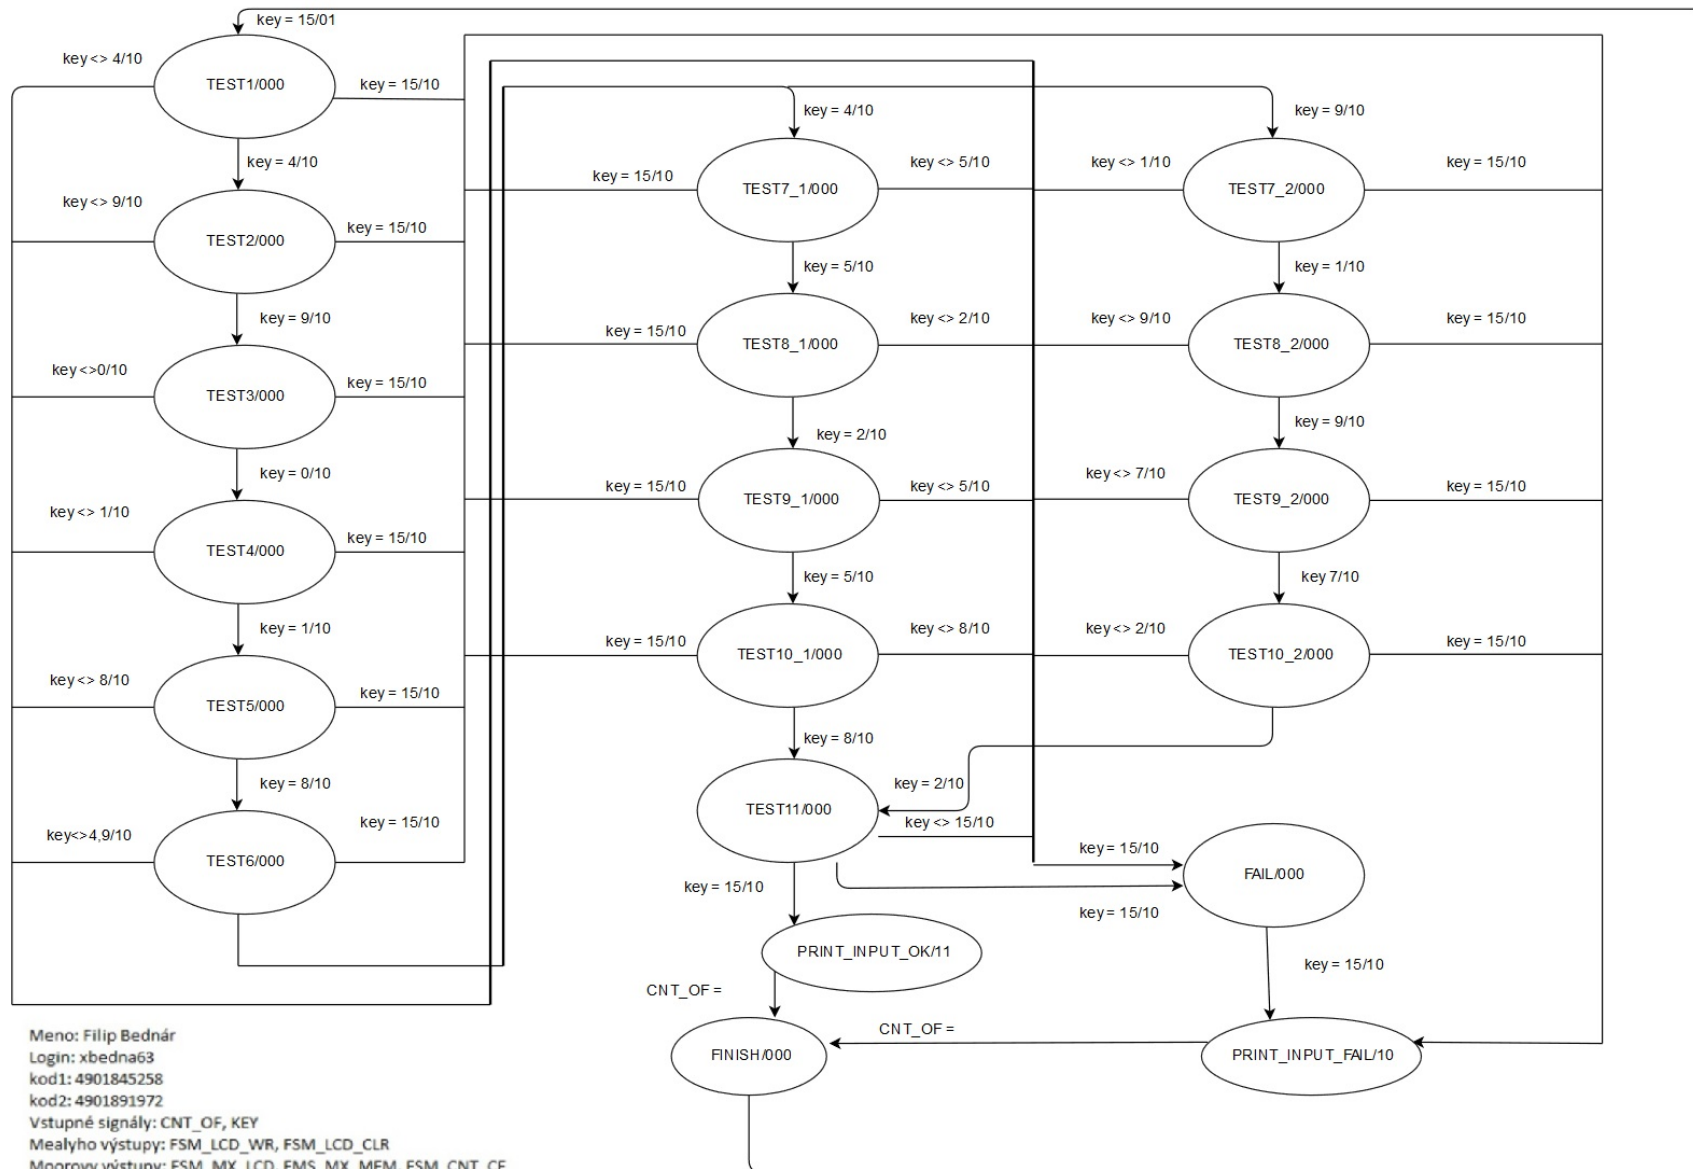 key = 15/01
key <> 4/10
TEST1/000
key = 15/10
key = 4/10
key = 9/10
key = 4/10
key <> 9/10
TEST2/000
key = 15/10
key = 15/10
TEST7_1/000
key <> 5/10
key <> 1/10
TEST7_2/000
key = 15/10
key = 5/10
key = 1/10
key = 9/10
key <>0/10
TEST3/000
key = 15/10
key = 15/10
TEST8_1/000
key <> 2/10
key <> 9/10
TEST8_2/000
key = 15/10
key = 2/10
key = 9/10
key = 0/10
key <> 1/10
TEST4/000
key = 15/10
key = 15/10
TEST9_1/000
key <> 5/10
key <> 7/10
TEST9_2/000
key = 15/10
key = 5/10
key 7/10
key = 1/10
key <> 8/10
TEST5/000
key = 15/10
key = 15/10
TEST10_1/000
key <> 8/10
key <> 2/10
TEST10_2/000
key = 15/10
key = 8/10
key = 8/10
key = 2/10
key<>4,9/10
TEST6/000
key = 15/10
TEST11/000
key <> 15/10
key = 15/10
FAIL/000
key = 15/10
key = 15/10
PRINT_INPUT_OK/11
key = 15/10
CNT_OF =
CNT_OF =
FINISH/000
PRINT_INPUT_FAIL/10
Meno: Filip Bednár
Login: xbedna63
kod1: 4901845258
kod2: 4901891972
Vstupné signály: CNT_OF, KEY
Mealyho výstupy: FSM_LCD_WR, FSM_LCD_CLR
Moorovy výstupy: FSM_MX_LCD, FMS_MX_MEM, FSM_CNT_CE